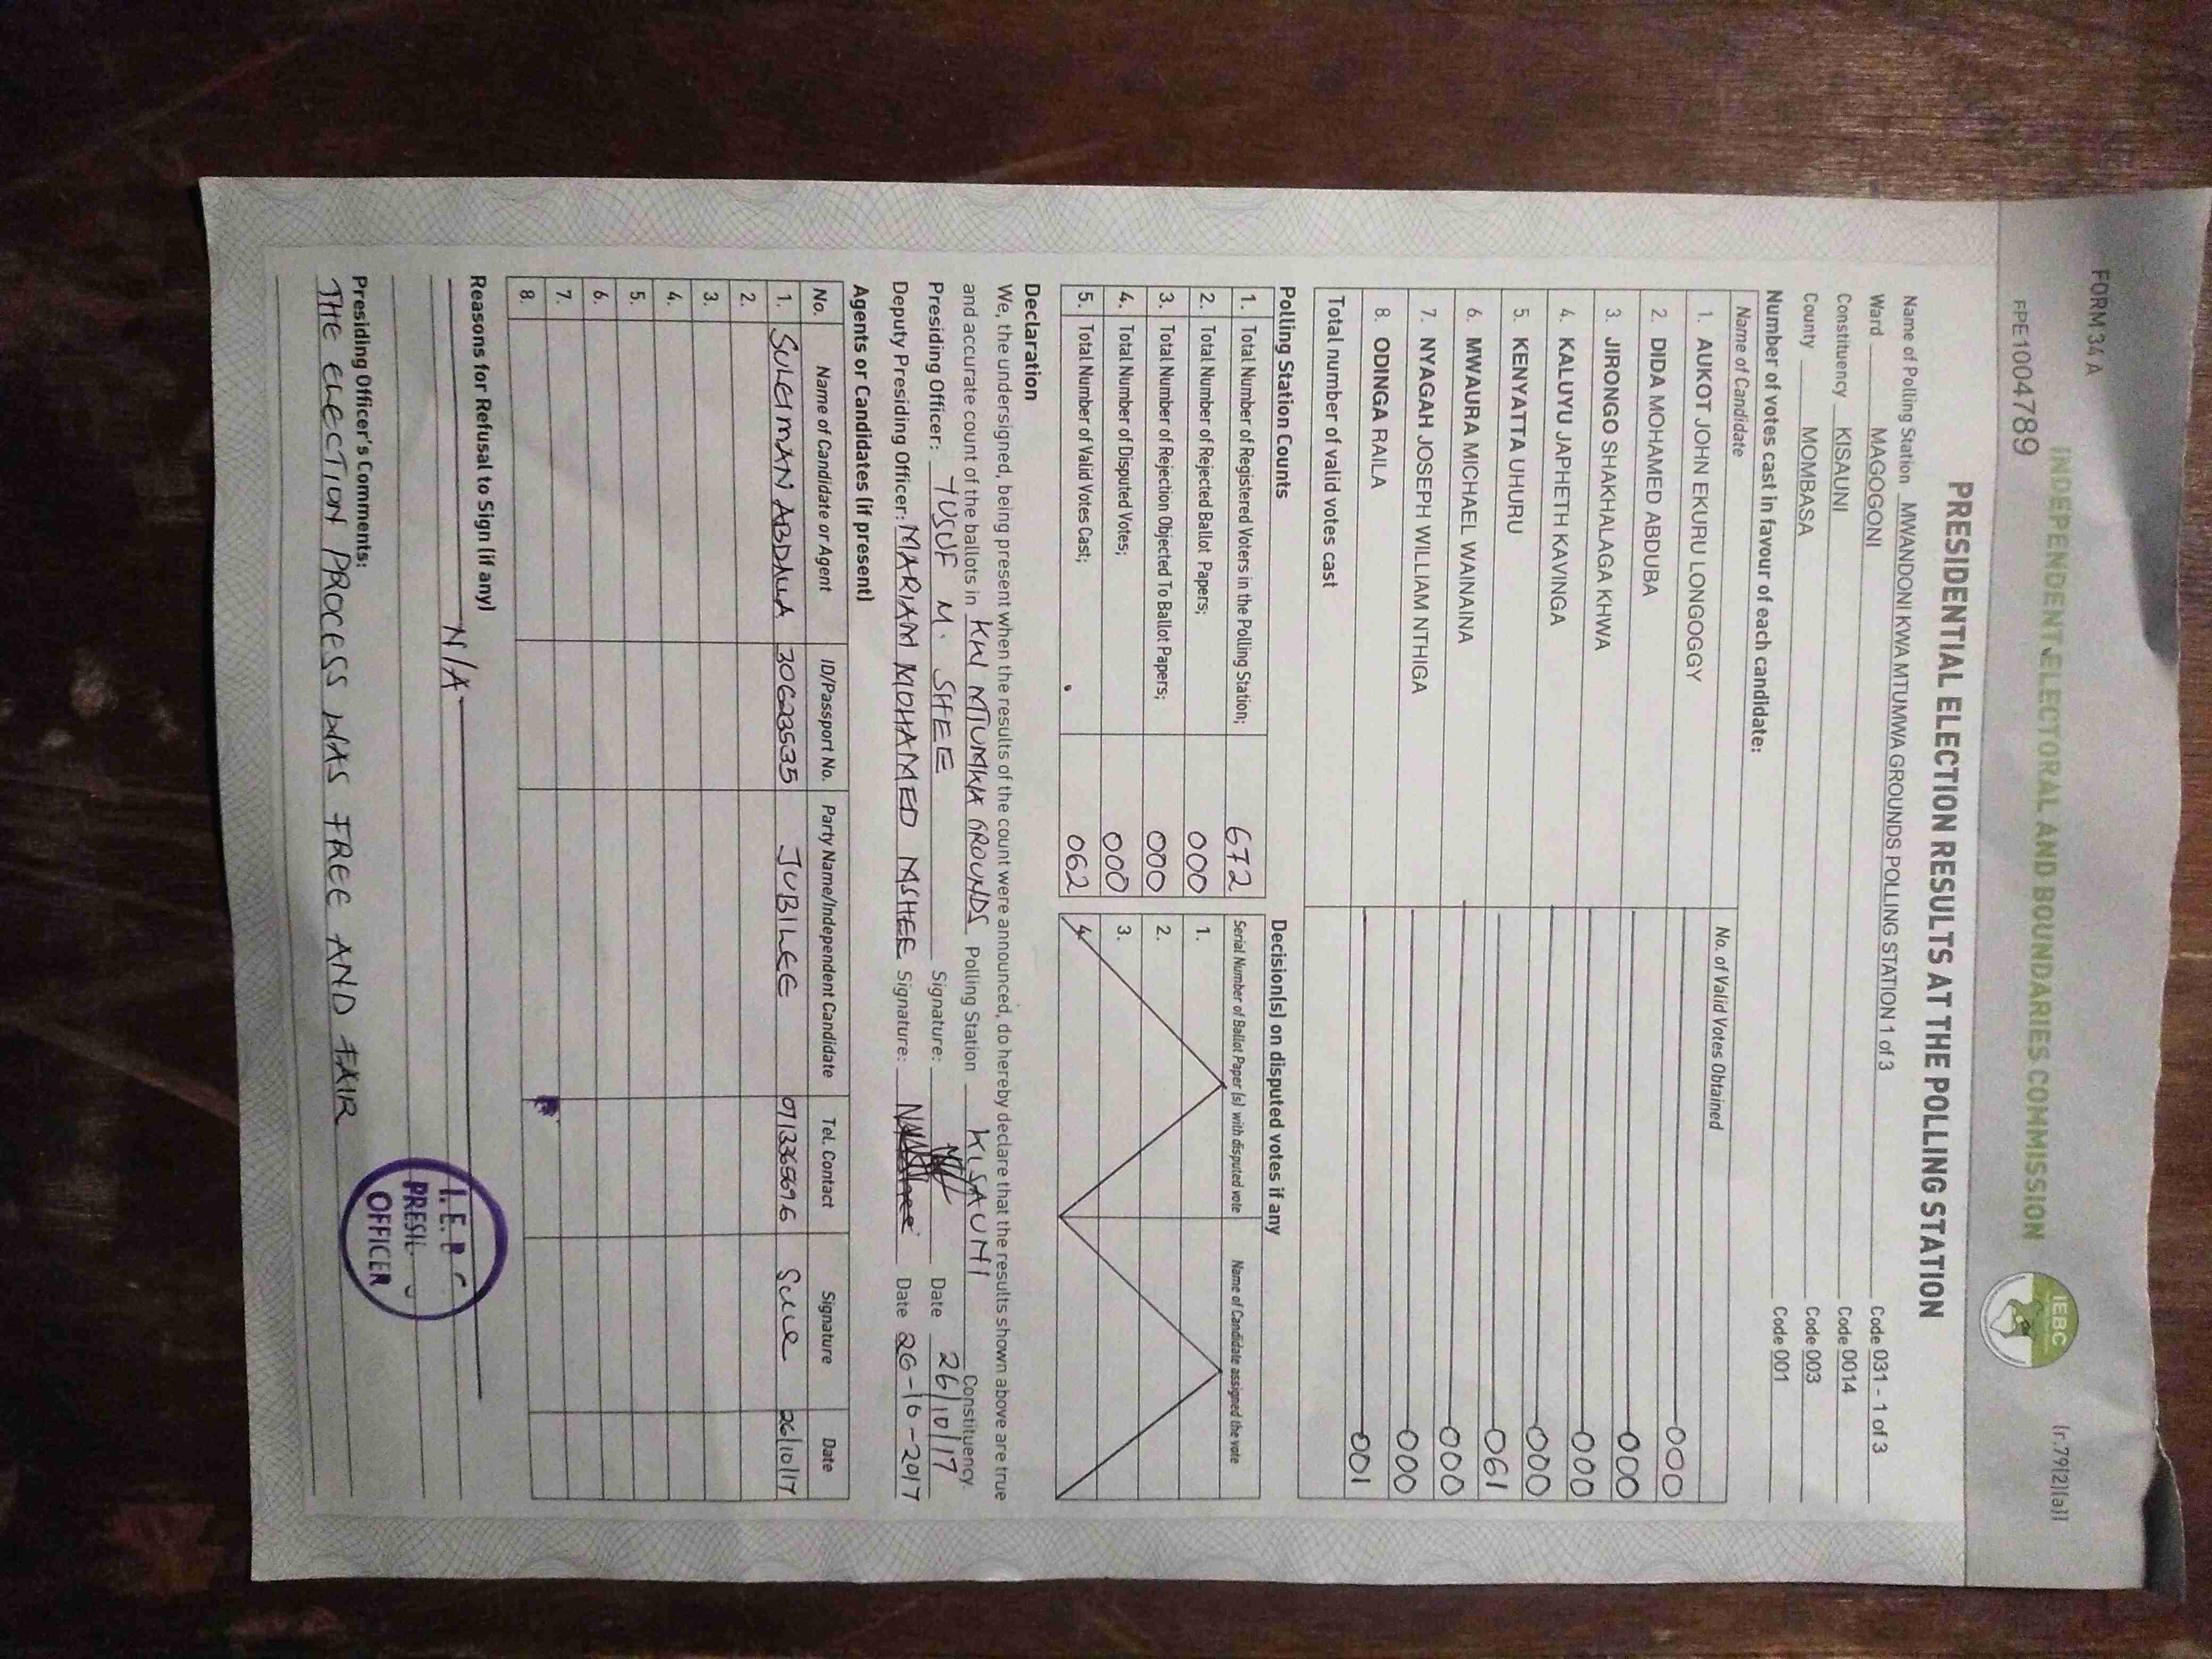 FORM 34 A
(r.79(2)(a))
INDEPENDENT ELECTORAL AND BOUNDARIES COMMISSION
IEBC
FPE1004789
PRESIDENTIAL ELECTION RESULTS AT THE POLLING STATION
Name of Polling Station MWANDONI KWA MTUMWA GROUNDS POLLING STATION 1 of 3 Code 031 - 1 of 3
Ward MAGOGONI Code 0014
Constituency KISAUNI Code 003
County MOMBASA Code 001
Number of votes cast in favour of each candidate:
Name of Candidate No. of Valid Votes Obtained
1. AUKOT JOHN EKURU LONGOGGY 000
2. DIDA MOHAMED ABDUBA 000
3. JIRONGO SHAKHALAGA KHWA 000
4. KALUYU JAPHETH KAVINGA 000
5. KENYATTA UHURU 061
6. MWAURA MICHAEL WAINAINA 000
7. NYAGAH JOSEPH WILLIAM NTHIGA 000
8. ODINGA RAILA 001
Total number of valid votes cast
Polling Station Counts
1. Total Number of Registered Voters in the Polling Station; 672
2. Total Number of Rejected Ballot Papers; 000
3. Total Number of Rejection Objected To Ballot Papers; 000
4. Total Number of Disputed Votes; 000
5. Total Number of Valid Votes Cast; 062
Decision(s) on disputed votes if any
Serial Number of Ballot Paper (s) with disputed vote Name of Candidate assigned the vote
1.
2.
3.
4.
Declaration
We, the undersigned, being present when the results of the count were announced, do hereby declare that the results shown above are true
and accurate count of the ballots in KWA MTUMWA GROUNDS Polling Station KISAUNI Constituency.
Presiding Officer: YUSUF M. SHEE Signature: Date 26/10/17
Deputy Presiding Officer: MARIAM MOHAMED MSHEE Signature: Date 26-10-2017
Agents or Candidates (if present)
No. Name of Candidate or Agent ID/Passport No. Party Name/Independent Candidate Tel. Contact Signature Date
1. SULEIMAN ABDALLA 30623535 JUBILEE 0713365696 Sule 26/10/17
2.
3.
4.
5.
6.
7.
8.
Reasons for Refusal to Sign (if any)
N/A
Presiding Officer's Comments:
THE ELECTION PROCESS WAS FREE AND FAIR
I.E.B.C
OFFICER